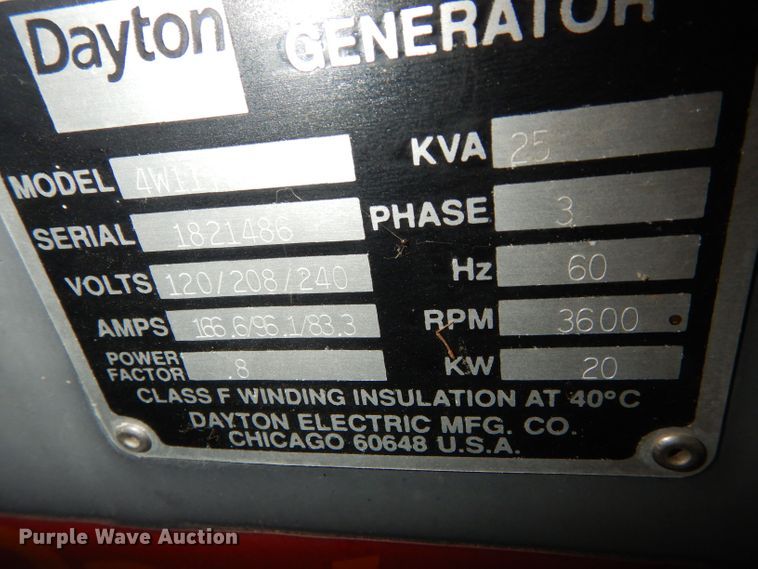 Dayton GENERATOR
MODEL KVA 25
SERIAL 1821486 PHASE 3
VOLTS 120/208/240 Hz 60
AMPS 166.6/96.1/83.3 RPM 3600
POWER FACTOR .8 KW 20
CLASS F WINDING INSULATION AT 40°C
DAYTON ELECTRIC MFG. CO.
CHICAGO 60648 U.S.A.
Purple Wave Auction